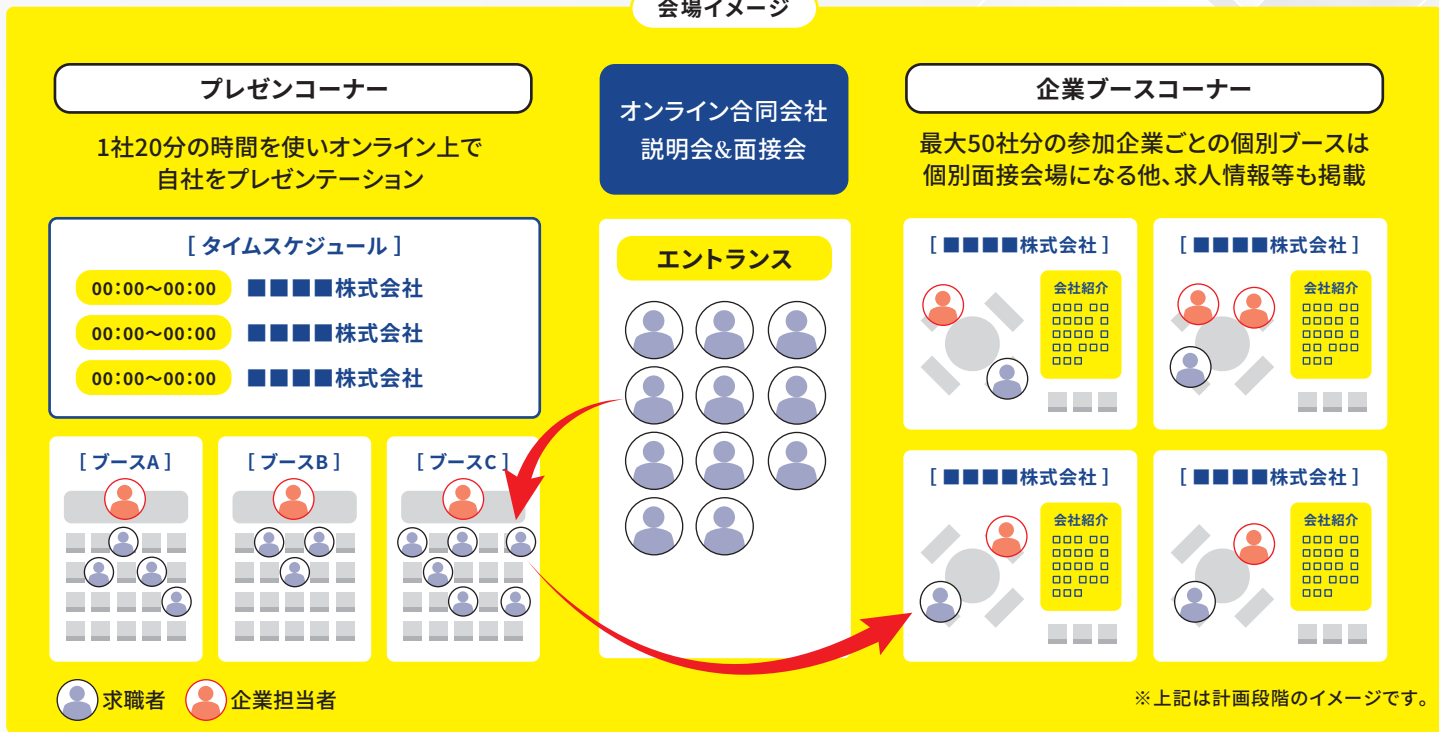 会場イメージ
プレゼンコーナー
1社20分の時間を使いオンライン上で
自社をプレゼンテーション
[ タイムスケジュール ]
00:00～00:00 ■■■■株式会社
00:00～00:00 ■■■■株式会社
00:00～00:00 ■■■■株式会社
[ ブースA ]
[ ブースB ]
[ ブースC ]
オンライン合同会社
説明会&面接会
エントランス
企業ブースコーナー
最大50社分の参加企業ごとの個別ブースは
個別面接会場になる他、求人情報等も掲載
[ ■■■■株式会社 ]
会社紹介
□□□ □□
□□□□ □
□□□□ □
□□ □□□
□□□
[ ■■■■株式会社 ]
会社紹介
□□□ □□
□□□□ □
□□□□ □
□□ □□□
□□□
[ ■■■■株式会社 ]
会社紹介
□□□ □□
□□□□ □
□□□□ □
□□ □□□
□□□
[ ■■■■株式会社 ]
会社紹介
□□□ □□
□□□□ □
□□□□ □
□□ □□□
□□□
求職者
企業担当者
※上記は計画段階のイメージです。